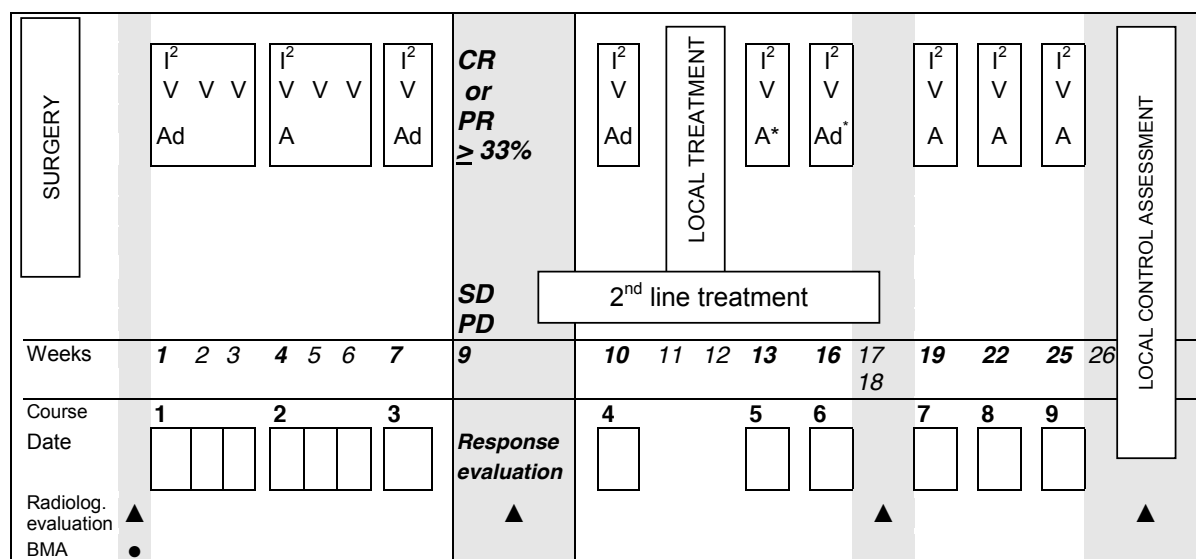 SURGERY
I² I² I² CR I² I² I² I² I² I²
V V V V V V V or V V V V V V
Ad A Ad PR Ad A* Ad* A A A
≥ 33%
LOCAL TREATMENT
LOCAL CONTROL ASSESSMENT
SD
PD
2nd line treatment
Weeks 1 2 3 4 5 6 7 9 10 11 12 13 16 17 19 22 25 26
18
Course 1 2 3 4 5 6 7 8 9
Date Response
evaluation
Radiolog.
evaluation ▲ ▲ ▲ ▲
BMA ●